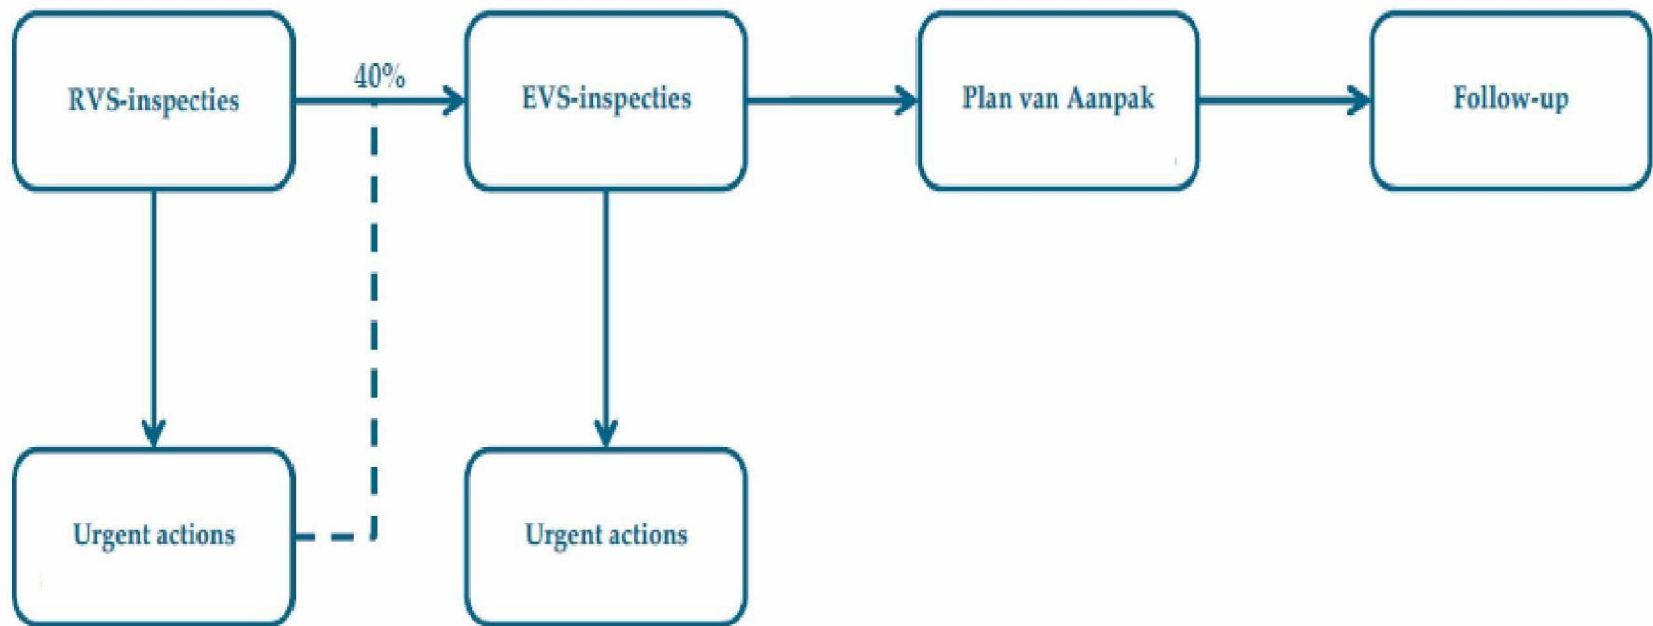 RVS-inspecties
40%
EVS-inspecties
Plan van Aanpak
Follow-up
Urgent actions
Urgent actions